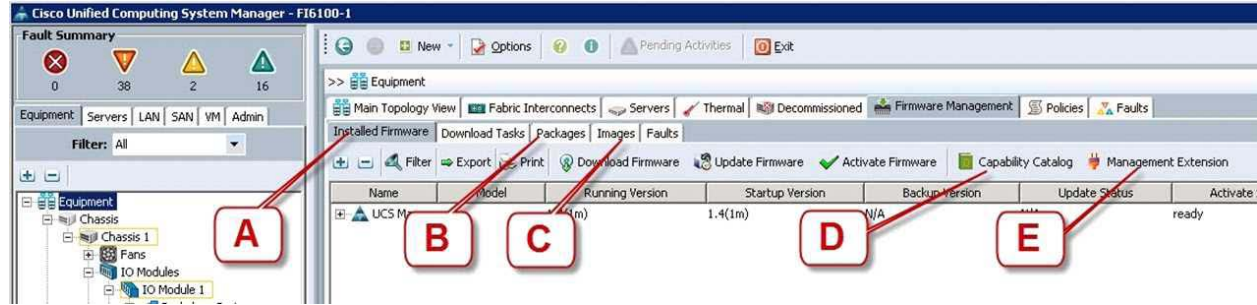 Cisco Unified Computing System Manager - FI6100-1
Fault Summary
0 38 2 16
New Options Pending Activities Exit
>> Equipment
Equipment Servers LAN SAN VM Admin
Main Topology View Fabric Interconnects Servers Thermal Decommissioned Firmware Management Policies Faults
Filter: All
Installed Firmware Download Tasks Packages Images Faults
Filter Export Print Download Firmware Update Firmware Activate Firmware Capability Catalog Management Extension
Name Model Running Version Startup Version Backup Version Update Status Activate
UCS 1.4(1m) N/A ready
Equipment
Chassis
Chassis 1
Fans
IO Modules
IO Module 1
A
B
C
D
E